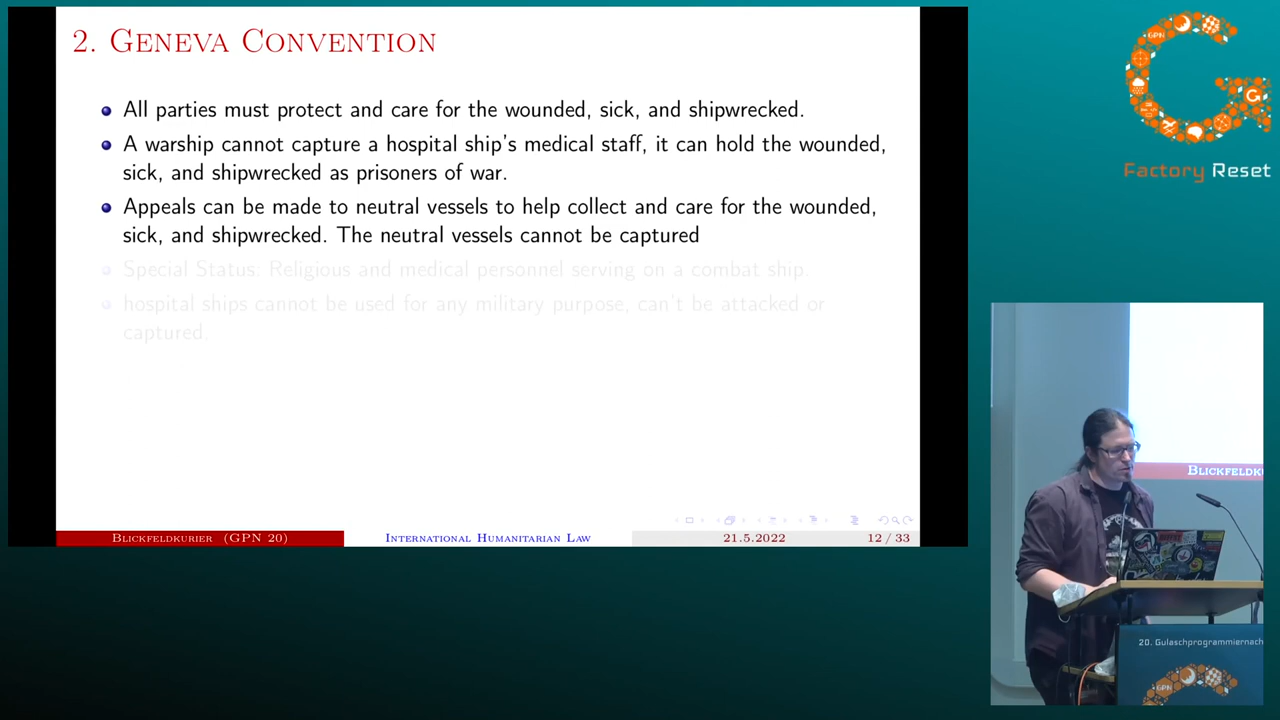 2. Geneva Convention
All parties must protect and care for the wounded, sick, and shipwrecked.
A warship cannot capture a hospital ship's medical staff, it can hold the wounded,
sick, and shipwrecked as prisoners of war.
Appeals can be made to neutral vessels to help collect and care for the wounded,
sick, and shipwrecked. The neutral vessels cannot be captured
Special Status: Religious and medical personnel serving on a combat ship.
hospital ships cannot be used for any military purpose, can't be attacked or
captured.
Blickfeldkurier (GPN 20)
International Humanitarian Law
21.5.2022
12 / 33
GPN
G
Factory Reset
Blickfeldku
20. Gulaschprogrammiernach
GPN